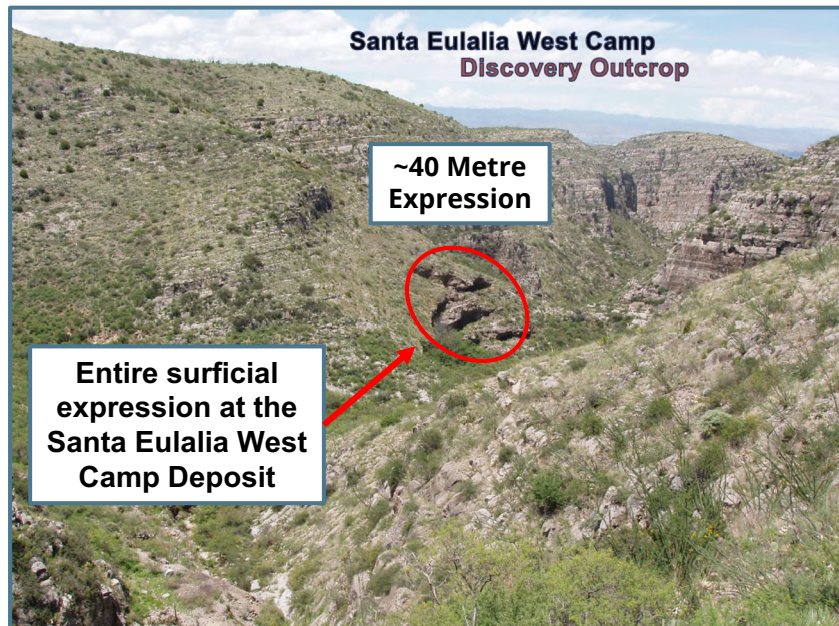 Santa Eulalia West Camp
Discovery Outcrop
~40 Metre
Expression
Entire surficial
expression at the
Santa Eulalia West
Camp Deposit